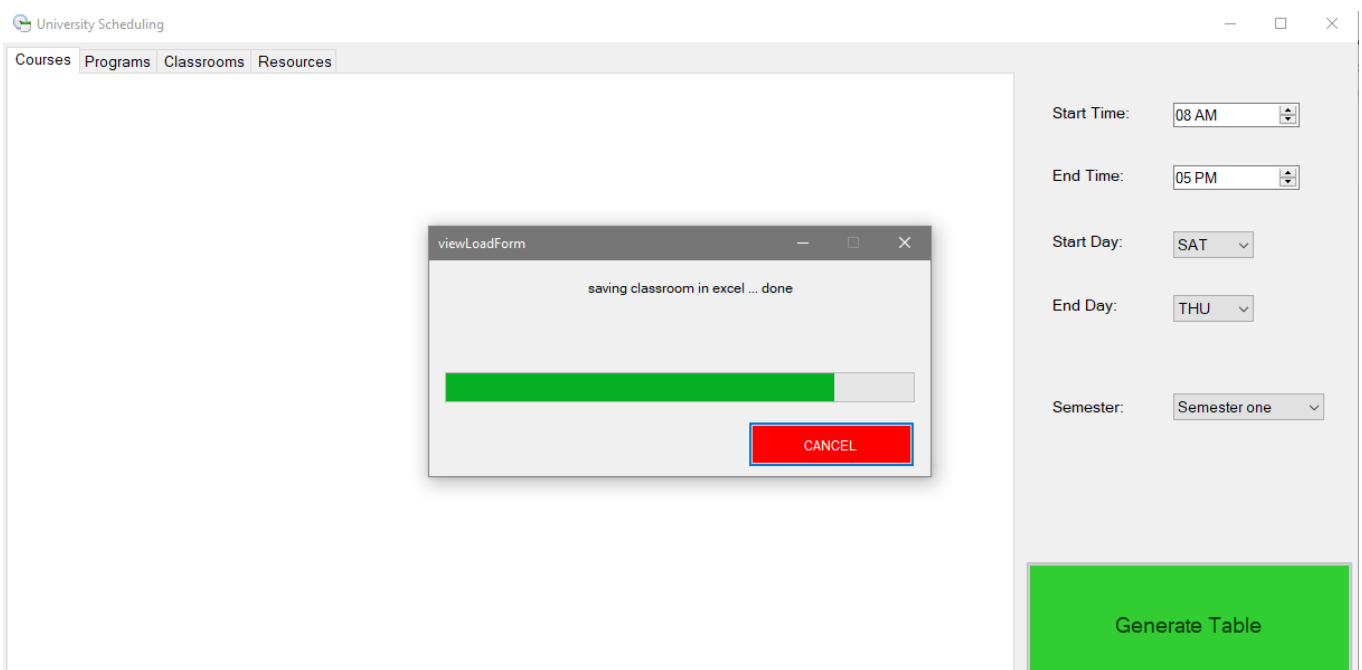 University Scheduling
Courses Programs Classrooms Resources
Start Time: 08 AM
End Time: 05 PM
viewLoadForm
Start Day: SAT
saving classroom in excel ... done
End Day: THU
Semester: Semester one
CANCEL
Generate Table